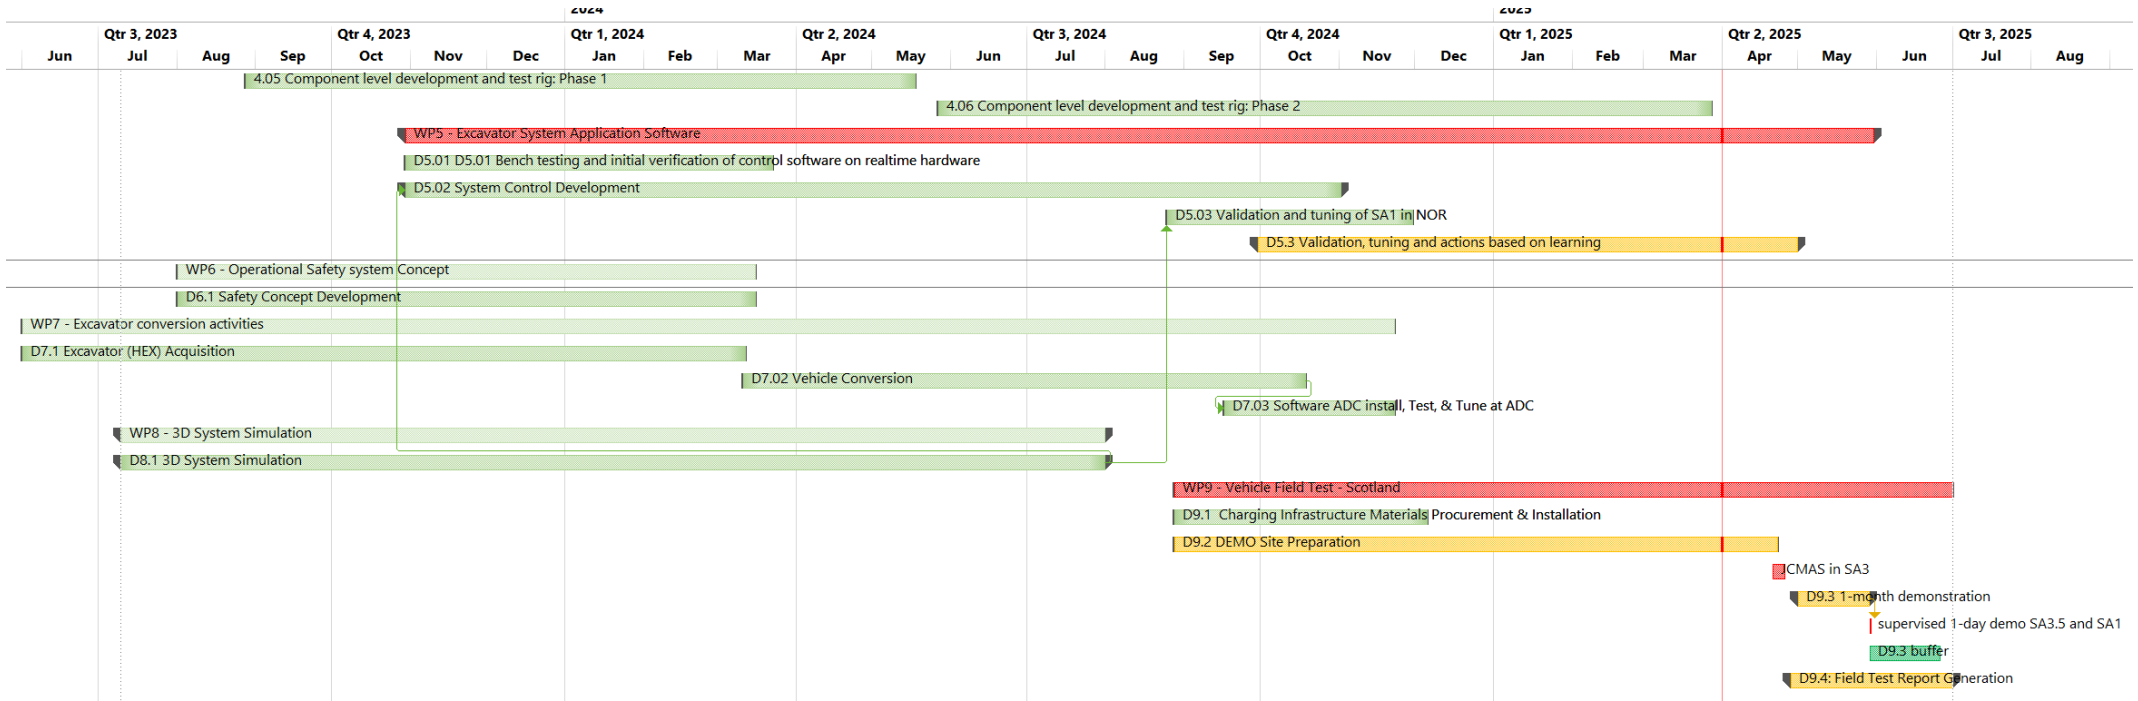 2024 2025
Qtr 3, 2023 Qtr 4, 2023 Qtr 1, 2024 Qtr 2, 2024 Qtr 3, 2024 Qtr 4, 2024 Qtr 1, 2025 Qtr 2, 2025 Qtr 3, 2025
Jun Jul Aug Sep Oct Nov Dec Jan Feb Mar Apr May Jun Jul Aug Sep Oct Nov Dec Jan Feb Mar Apr May Jun Jul Aug
4.05 Component level development and test rig: Phase 1
4.06 Component level development and test rig: Phase 2
WP5 - Excavator System Application Software
D5.01 D5.01 Bench testing and initial verification of control software on realtime hardware
D5.02 System Control Development
D5.03 Validation and tuning of SA1 in NOR
D5.3 Validation, tuning and actions based on learning
WP6 - Operational Safety system Concept
D6.1 Safety Concept Development
WP7 - Excavator conversion activities
D7.1 Excavator (HEX) Acquisition
D7.02 Vehicle Conversion
D7.03 Software ADC install, Test, & Tune at ADC
WP8 - 3D System Simulation
D8.1 3D System Simulation
WP9 - Vehicle Field Test - Scotland
D9.1 Charging Infrastructure Materials Procurement & Installation
D9.2 DEMO Site Preparation
JCMAS in SA3
D9.3 1-month demonstration
supervised 1-day demo SA3.5 and SA1
D9.3 buffer
D9.4: Field Test Report Generation